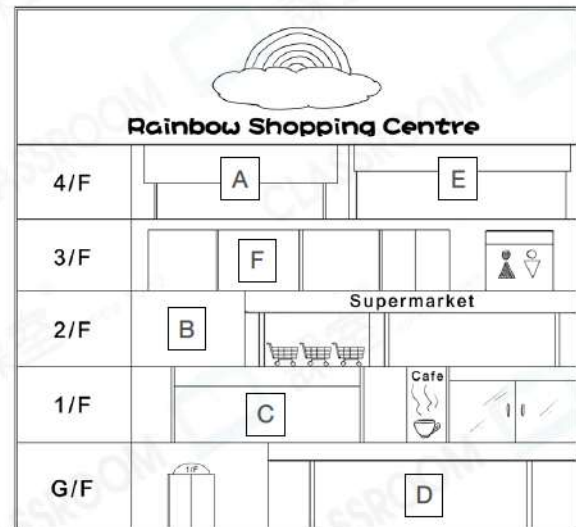 Rainbow Shopping Centre
4/F
A
E
3/F
F
2/F
B
Supermarket
1/F
C
Cafe
G/F
1/F
D